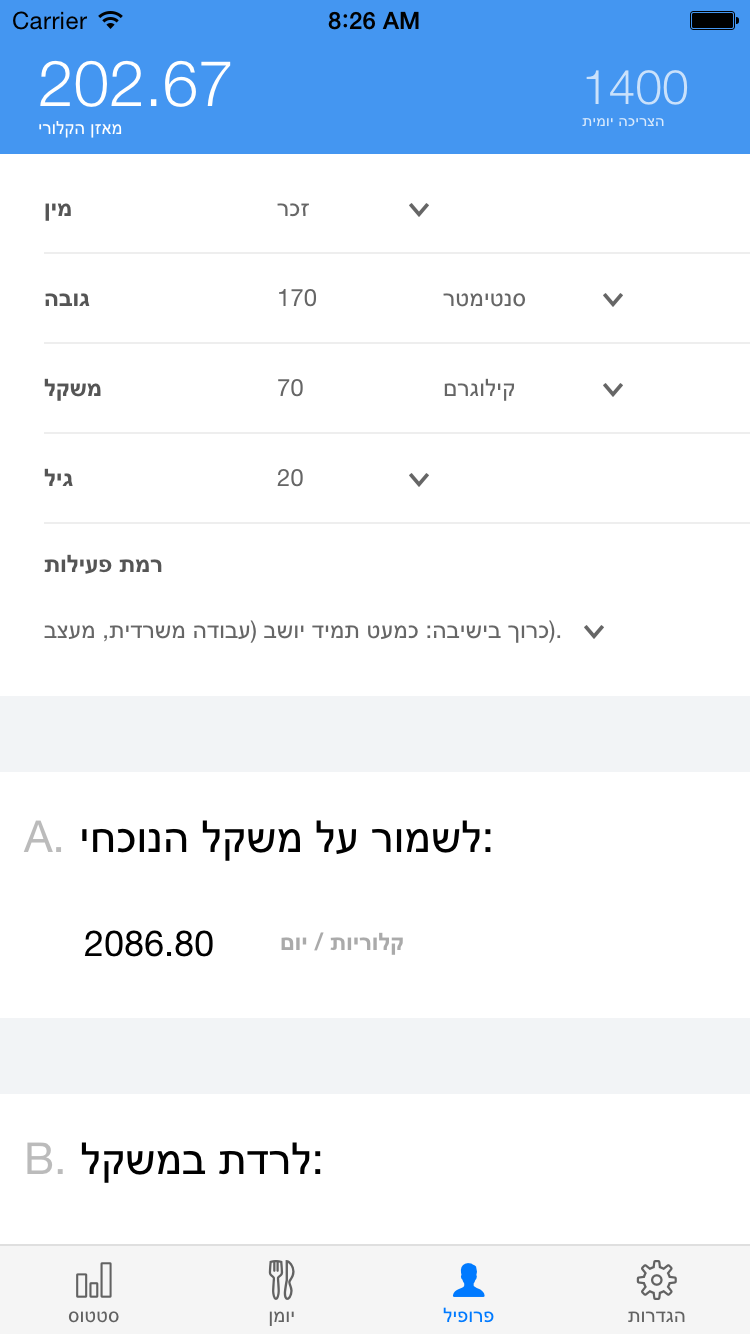 Carrier 8:26 AM
202.67 1400
מאזן הקלורי הצריכה יומית
מין זכר
גובה 170 סנטימטר
משקל 70 קילוגרם
גיל 20
רמת פעילות
כרוך בישיבה: כמעט תמיד יושב (עבודה משרדית, מעצב).
A. לשמור על משקל הנוכחי:
2086.80 קלוריות / יום
B. לרדת במשקל:
סטטוס יומן פרופיל הגדרות